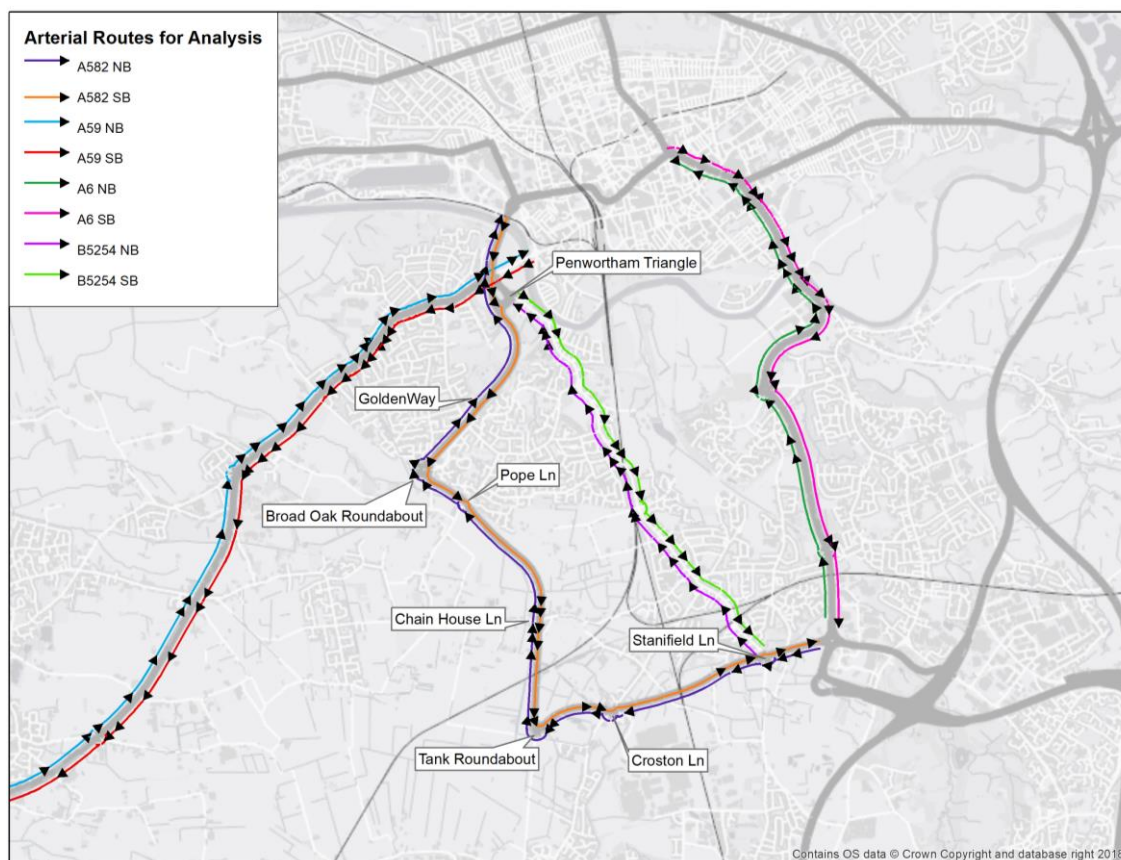 Arterial Routes for Analysis
A582 NB
A582 SB
A59 NB
A59 SB
A6 NB
A6 SB
B5254 NB
B5254 SB
Penwortham Triangle
GoldenWay
Pope Ln
Broad Oak Roundabout
Chain House Ln
Stanifield Ln
Tank Roundabout
Croston Ln
Contains OS data © Crown Copyright and database right 2018